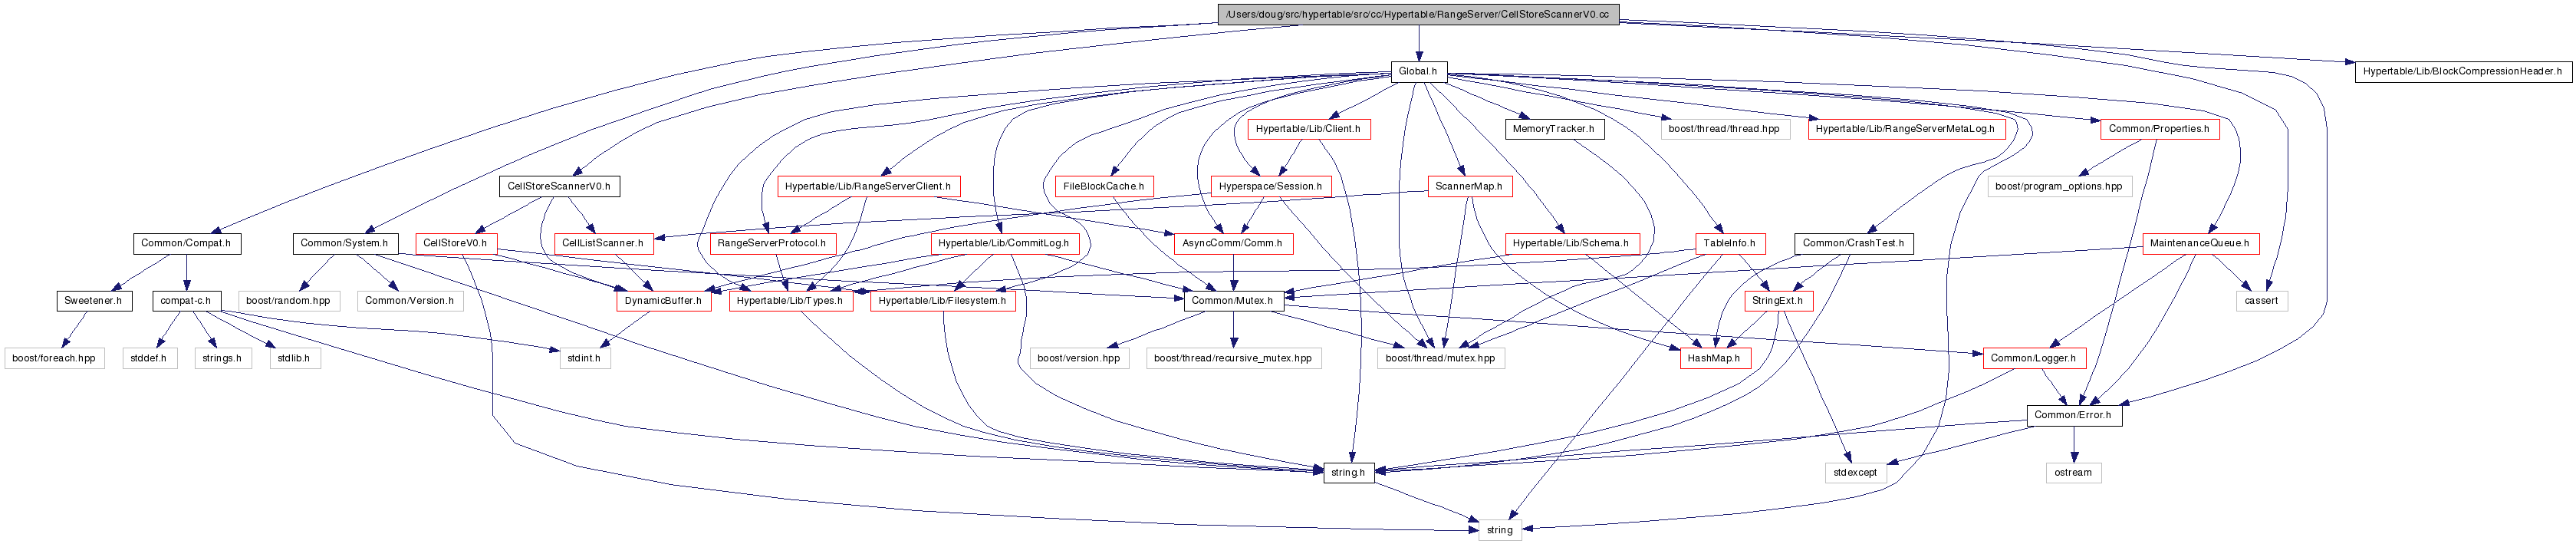 /Users/doug/src/hypertable/src/cc/Hypertable/RangeServer/CellStoreScannerV0.cc
Global.h
Hypertable/Lib/BlockCompressionHeader.h
Hypertable/Lib/Client.h
MemoryTracker.h
boost/thread/thread.hpp
Hypertable/Lib/RangeServerMetaLog.h
Common/Properties.h
CellStoreScannerV0.h
Hypertable/Lib/RangeServerClient.h
FileBlockCache.h
Hyperspace/Session.h
ScannerMap.h
boost/program_options.hpp
Common/Compat.h
Common/System.h
CellStoreV0.h
CellListScanner.h
RangeServerProtocol.h
Hypertable/Lib/CommitLog.h
AsyncComm/Comm.h
Hypertable/Lib/Schema.h
TableInfo.h
Common/CrashTest.h
MaintenanceQueue.h
Sweetener.h
compat-c.h
boost/random.hpp
Common/Version.h
DynamicBuffer.h
Hypertable/Lib/Types.h
Hypertable/Lib/Filesystem.h
Common/Mutex.h
StringExt.h
cassert
boost/foreach.hpp
stddef.h
strings.h
stdlib.h
stdint.h
boost/version.hpp
boost/thread/recursive_mutex.hpp
boost/thread/mutex.hpp
HashMap.h
Common/Logger.h
Common/Error.h
string.h
stdexcept
ostream
string